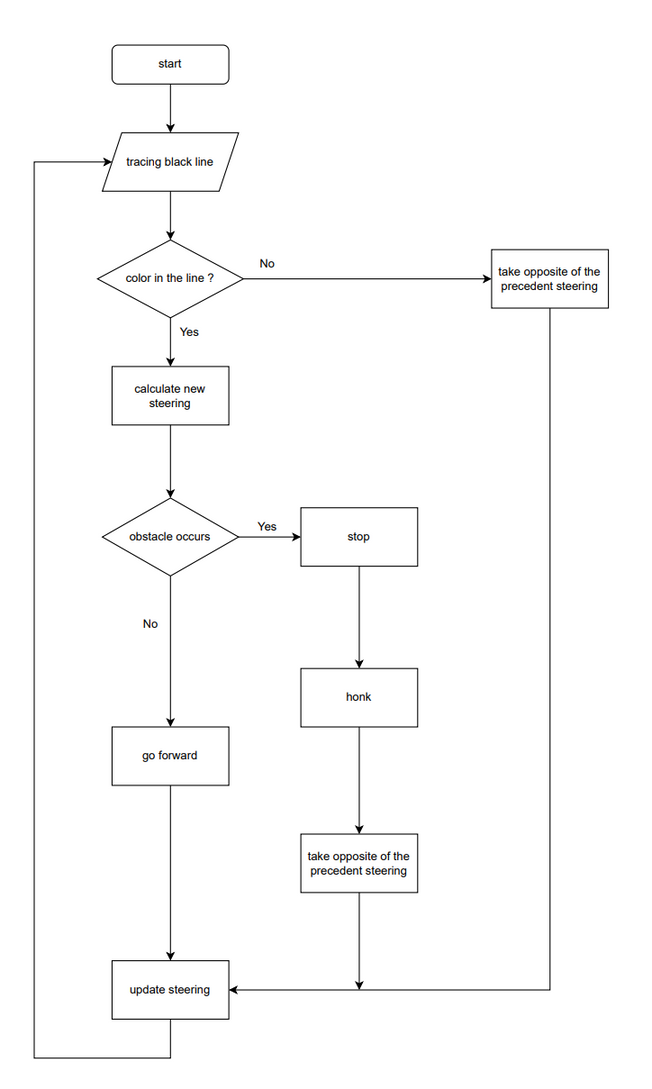 start
tracing black line
color in the line ?
No
take opposite of the
precedent steering
Yes
calculate new
steering
obstacle occurs
Yes
stop
No
honk
go forward
take opposite of the
precedent steering
update steering